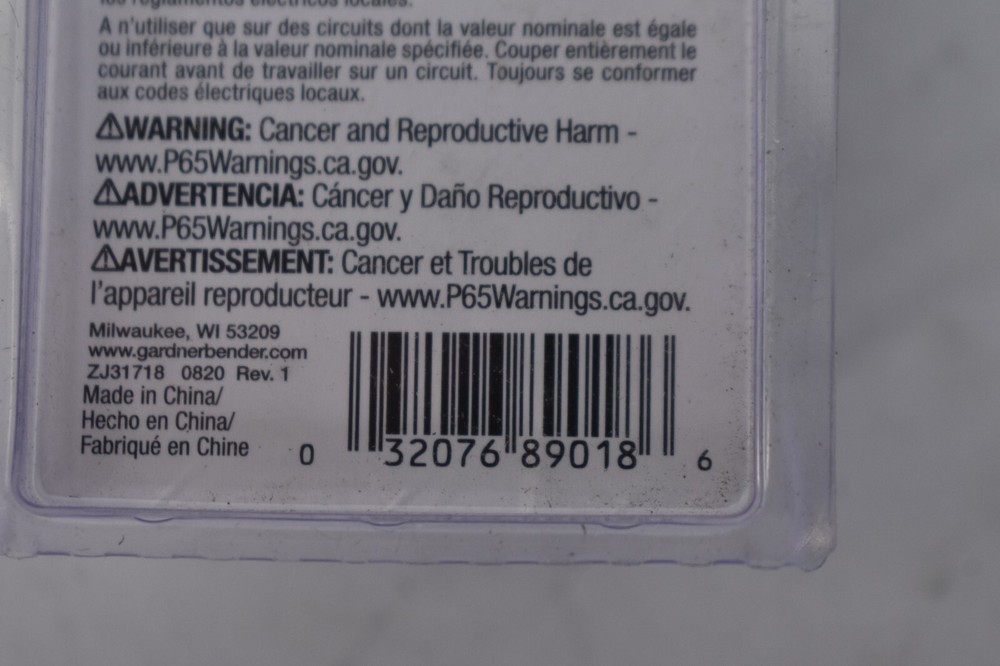 los reglamentos eléctricos locales.
A n'utiliser que sur des circuits dont la valeur nominale est égale
ou inférieure à la valeur nominale spécifiée. Couper entièrement le
courant avant de travailler sur un circuit. Toujours se conformer
aux codes électriques locaux.
⚠WARNING: Cancer and Reproductive Harm -
www.P65Warnings.ca.gov.
⚠ADVERTENCIA: Cáncer y Daño Reproductivo -
www.P65Warnings.ca.gov.
⚠AVERTISSEMENT: Cancer et Troubles de
l'appareil reproducteur - www.P65Warnings.ca.gov.
Milwaukee, WI 53209
www.gardnerbender.com
ZJ31718 0820 Rev. 1
Made in China/
Hecho en China/
Fabriqué en Chine
0 32076 89018 6